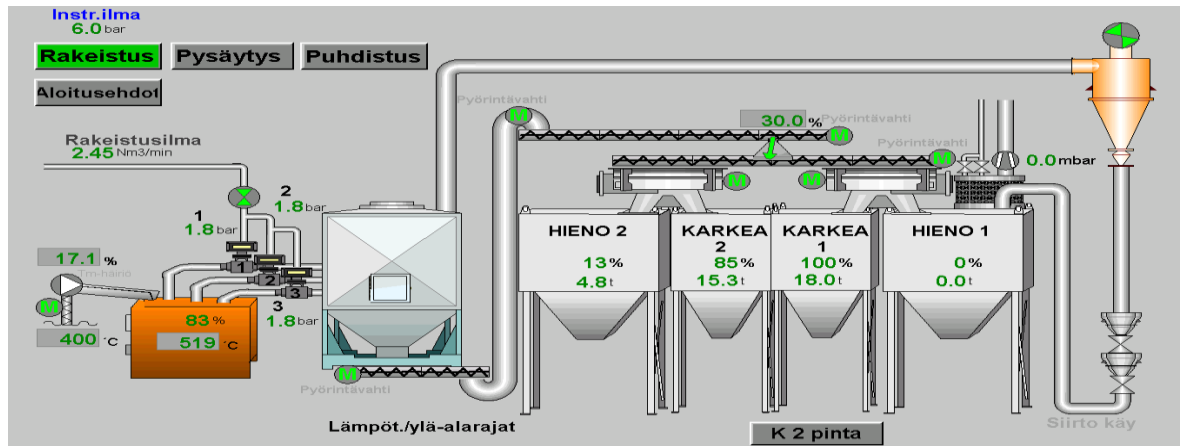 Instr.ilma
6.0 bar
Rakeistus Pysäytys Puhdistus
Aloitusehdot
Pyörintävahti
30.0 % Pyörintävahti
M M
Rakeistusilma
2.45 Nm3/min
Pyörintävahti
M
0.0 mbar
M M
2
1.8 bar
1
1.8 bar
HIENO 2 KARKEA 2 KARKEA 1 HIENO 1
13% 85% 100% 0%
4.8 t 15.3 t 18.0 t 0.0 t
17.1 %
Tm-häiriö
1
2
3
M
3
1.8 bar
83 %
400 °C 519 °C
M
Pyörintävahti
Lämpöt./ylä-alarajat
K 2 pinta
Siirto käy